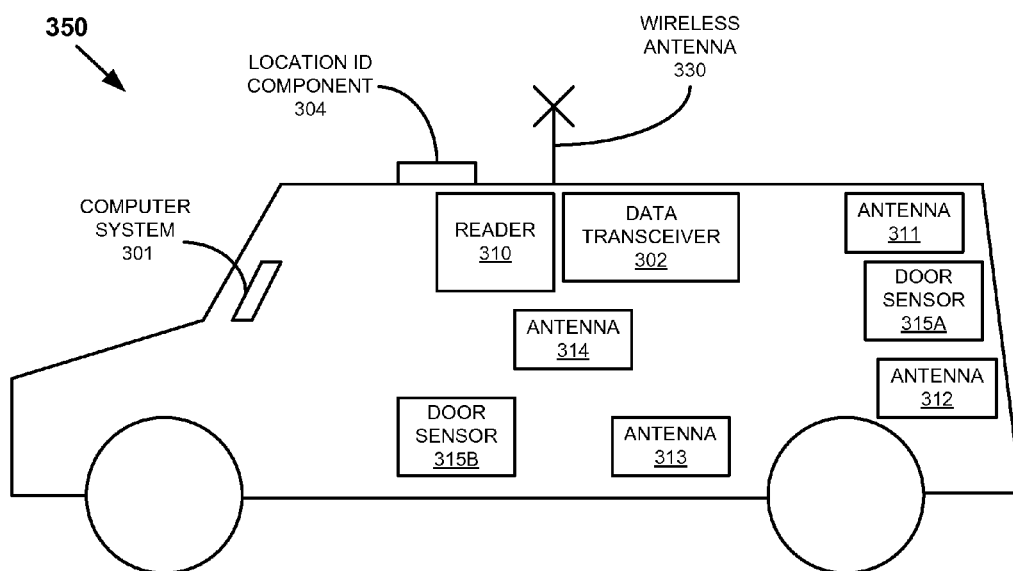 350
WIRELESS
ANTENNA
330
LOCATION ID
COMPONENT
304
COMPUTER
SYSTEM
301
READER
310
DATA
TRANSCEIVER
302
ANTENNA
311
DOOR
SENSOR
315A
ANTENNA
314
ANTENNA
312
DOOR
SENSOR
315B
ANTENNA
313